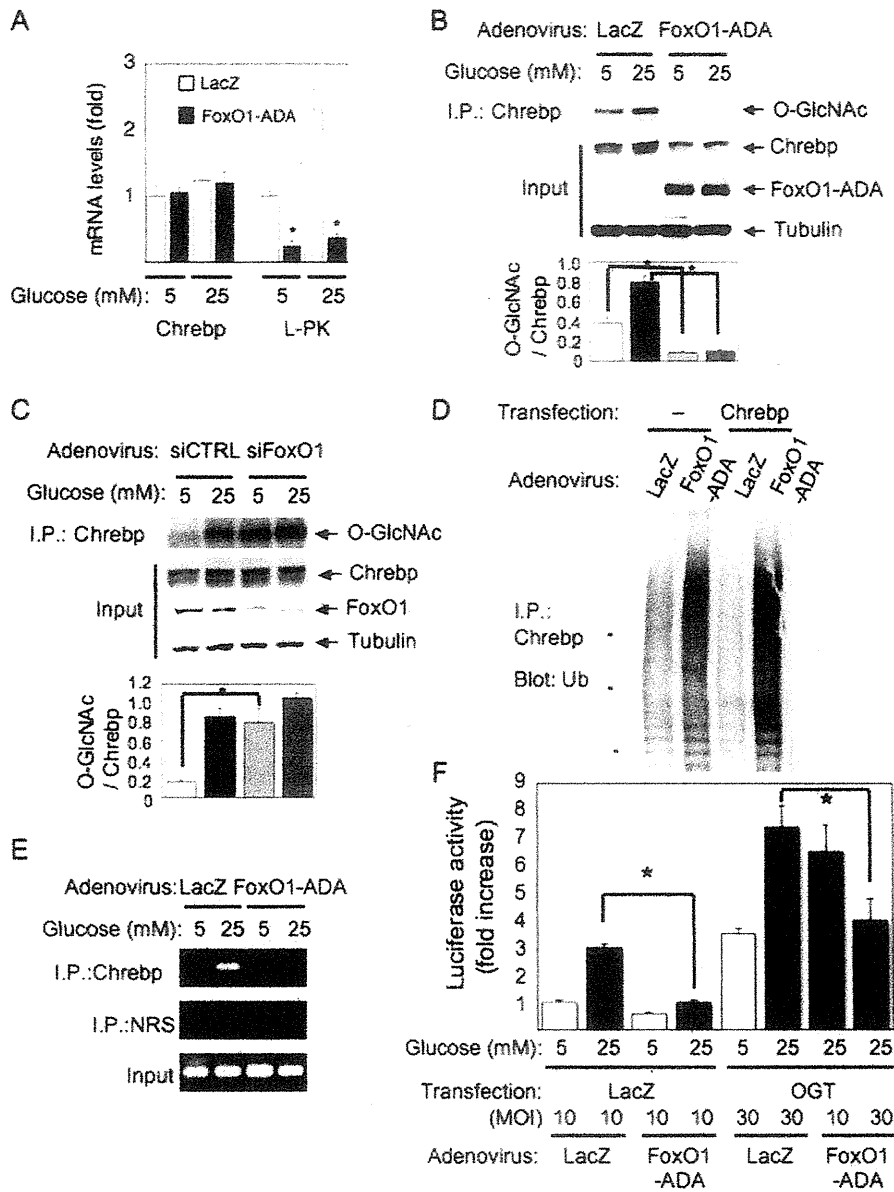 A
3
2
1
mRNA levels (fold)
LacZ
FoxO1-ADA
*
*
Glucose (mM): 5 25 5 25
Chrebp L-PK
B
Adenovirus: LacZ FoxO1-ADA
Glucose (mM): 5 25 5 25
I.P.: Chrebp
O-GlcNAc
Input
Chrebp
FoxO1-ADA
Tubulin
O-GlcNAc
/ Chrebp
1.0
0.8
0.6
0.4
0.2
0
* *
C
Adenovirus: siCTRL siFoxO1
Glucose (mM): 5 25 5 25
I.P.: Chrebp
O-GlcNAc
Input
Chrebp
FoxO1
Tubulin
O-GlcNAc
/ Chrebp
1.2
1.0
0.8
0.6
0.4
0.2
0
*
D
Transfection: – Chrebp
Adenovirus: LacZ FoxO1 -ADA LacZ FoxO1 -ADA
I.P.:
Chrebp
Blot: Ub
E
Adenovirus: LacZ FoxO1-ADA
Glucose (mM): 5 25 5 25
I.P.:Chrebp
I.P.:NRS
Input
F
Luciferase activity
(fold increase)
9
8
7
6
5
4
3
2
1
* *
Glucose (mM): 5 25 5 25 5 25 25 25
Transfection: LacZ OGT
(MOI) 10 10 10 10 30 30 10 30
Adenovirus: LacZ FoxO1 LacZ FoxO1
-ADA -ADA